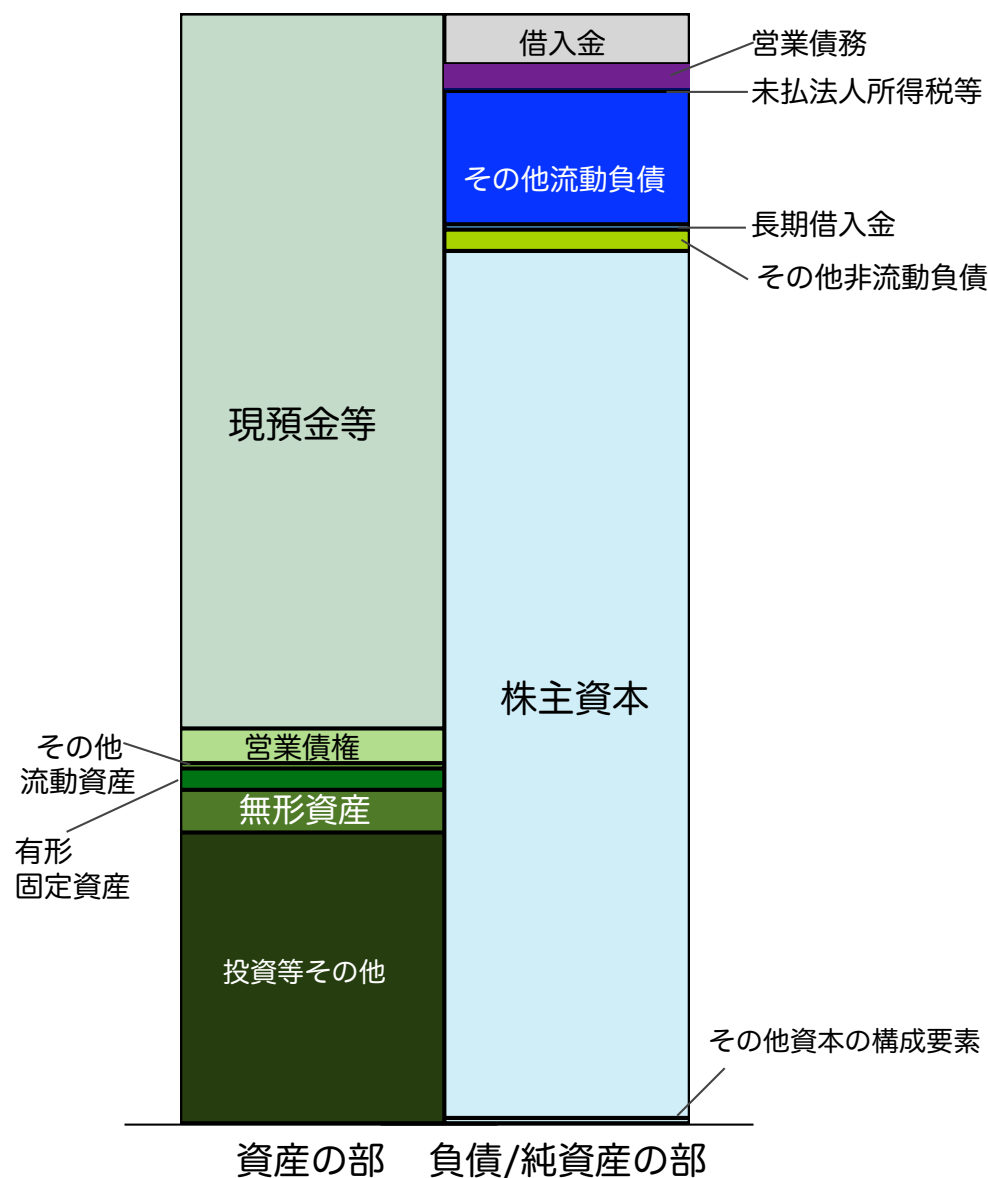 借入金
営業債務
未払法人所得税等
その他流動負債
長期借入金
その他非流動負債
現預金等
株主資本
営業債権
その他
流動資産
無形資産
有形
固定資産
投資等その他
その他資本の構成要素
資産の部
負債/純資産の部